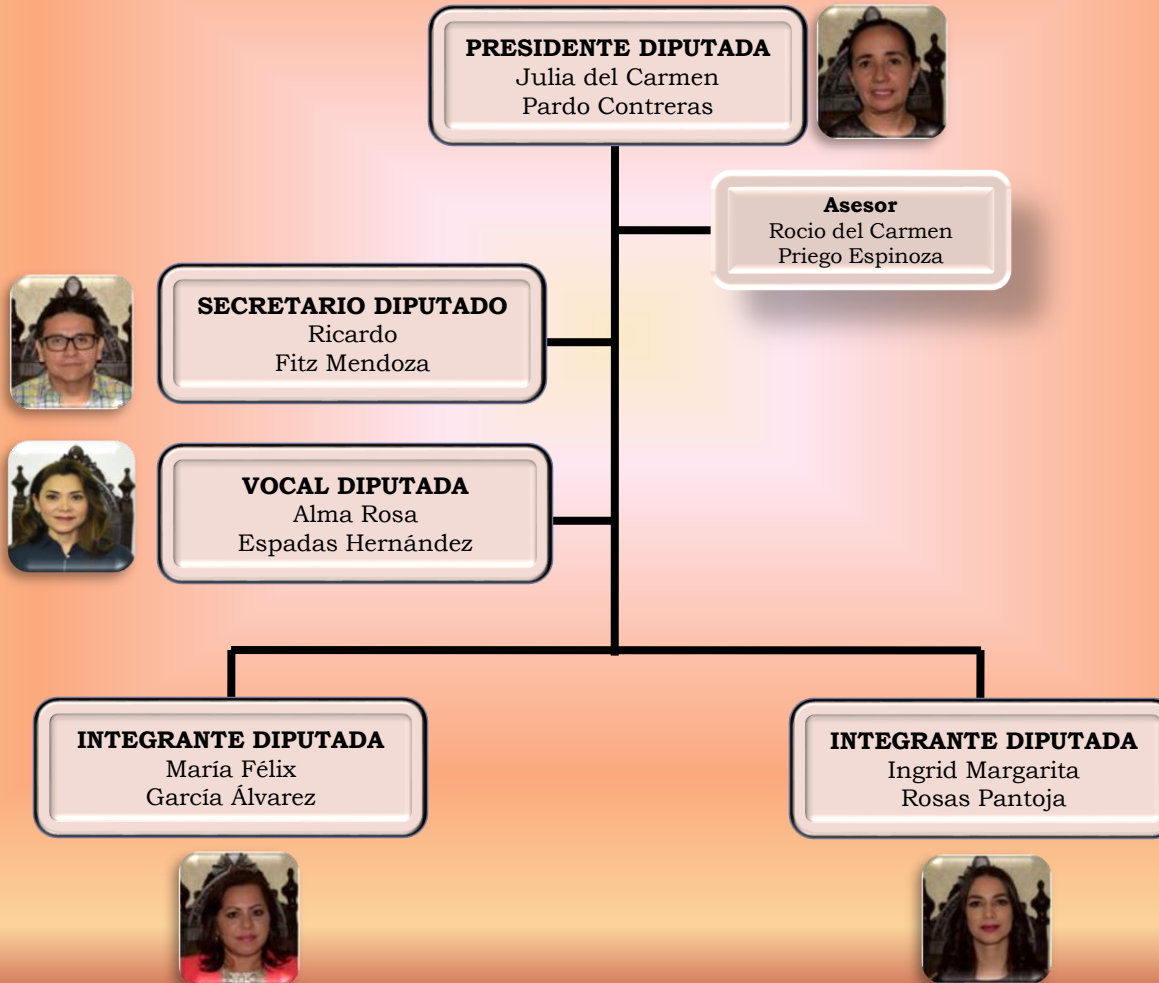 PRESIDENTE DIPUTADA
Julia del Carmen
Pardo Contreras
Asesor
Rocio del Carmen
Priego Espinoza
SECRETARIO DIPUTADO
Ricardo
Fitz Mendoza
VOCAL DIPUTADA
Alma Rosa
Espadas Hernández
INTEGRANTE DIPUTADA
María Félix
García Álvarez
INTEGRANTE DIPUTADA
Ingrid Margarita
Rosas Pantoja